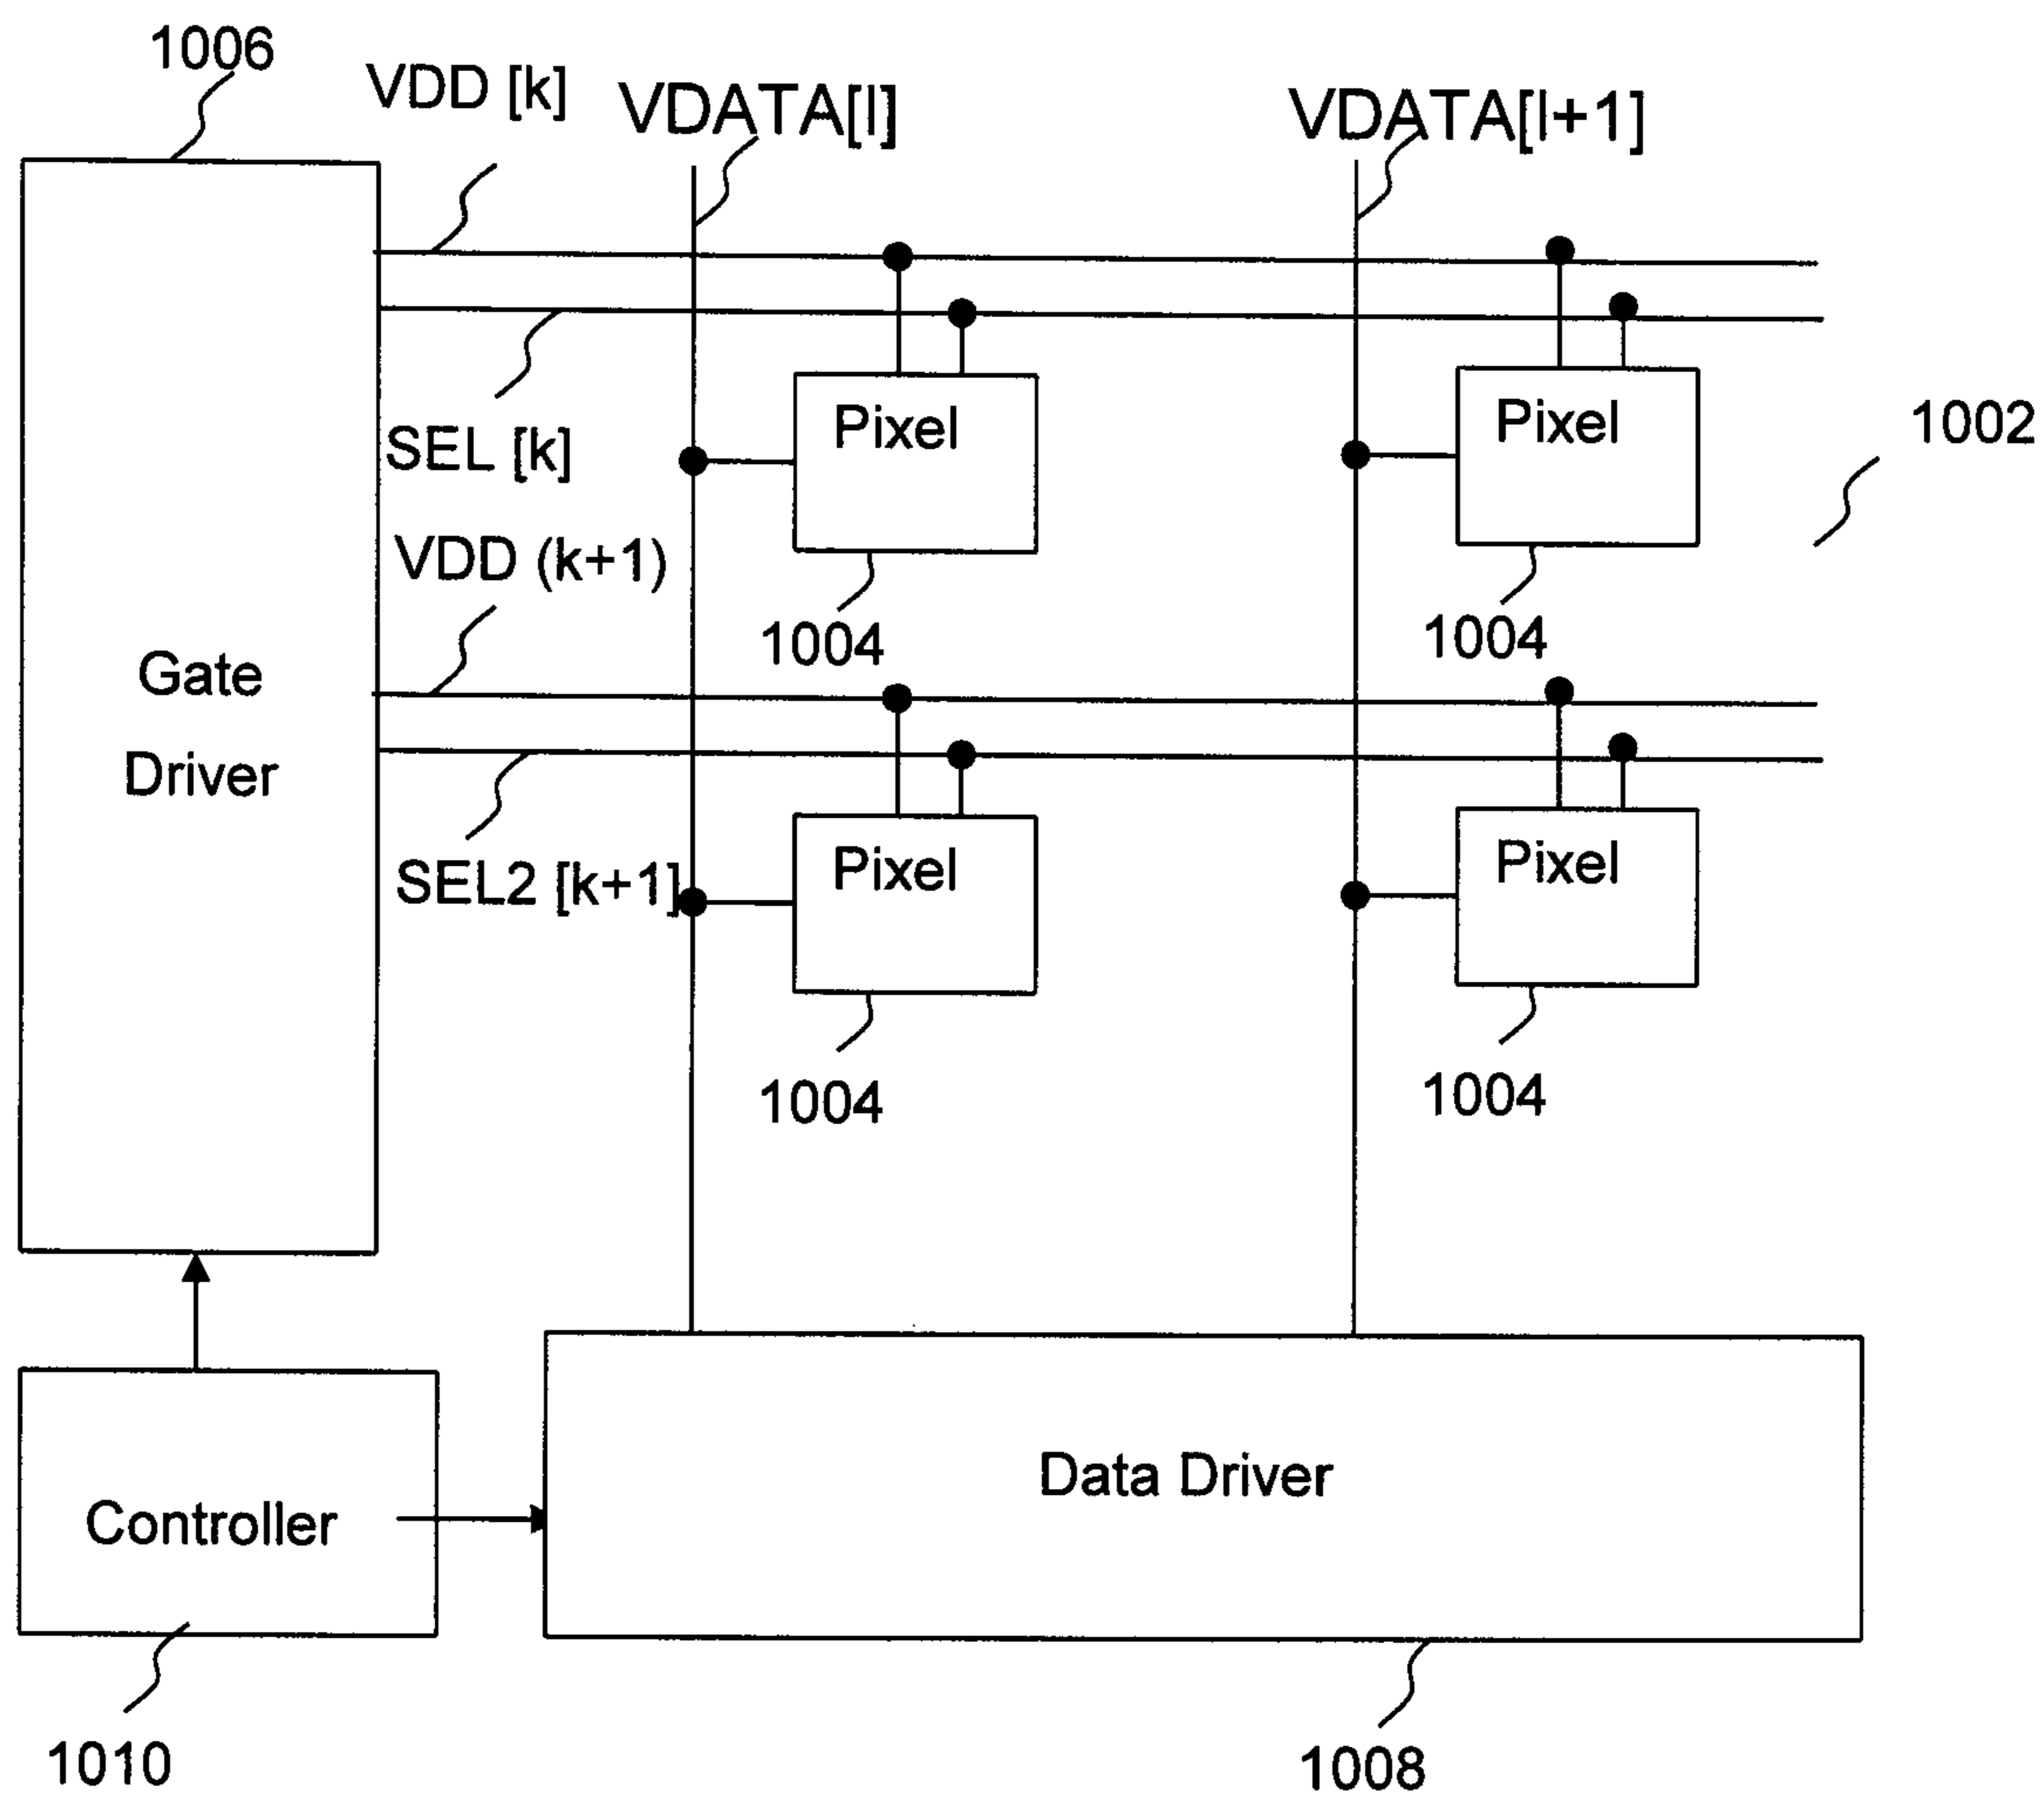 1006
VDD [k]
VDATA[l]
VDATA[l+1]
SEL [k]
Pixel
Pixel
1002
VDD (k+1)
1004
1004
Gate
Driver
SEL2 [k+1]
Pixel
Pixel
1004
1004
Data Driver
Controller
1010
1008